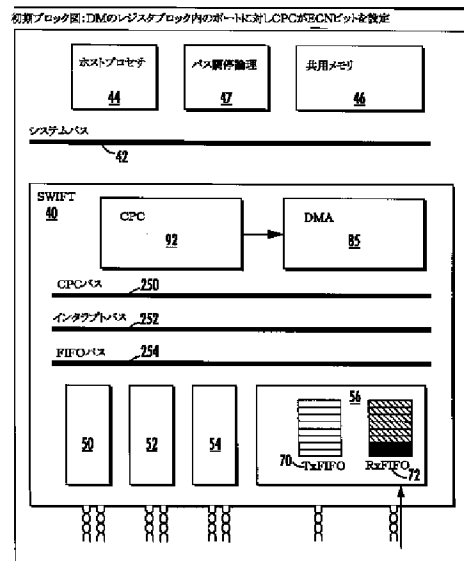 初期ブロック図:DMのレジスタブロック内のポートに対しCPCがECNビットを設定
ホストプロセサ
44
バス調停論理
47
共用メモリ
46
システムバス
42
SWIFT
40
CPC
92
DMA
85
CPCバス
250
インタラプトバス
252
FIFOバス
254
50
52
54
56
70
TxFIFO
RxFIFO
72